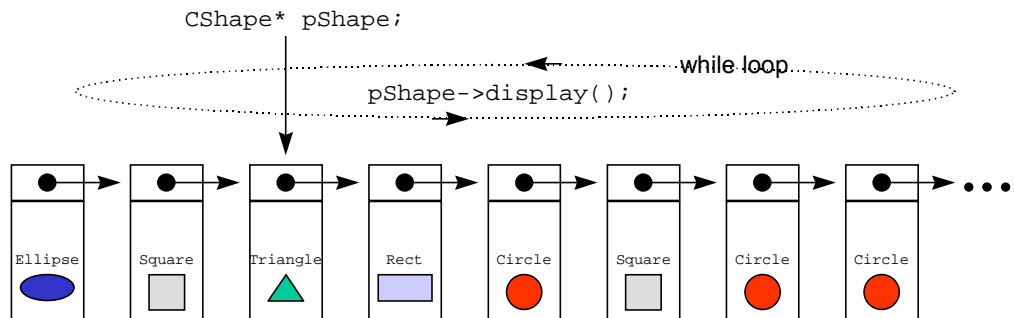 CShape* pShape;
while loop
pShape->display();
Ellipse Square Triangle Rect Circle Square Circle Circle